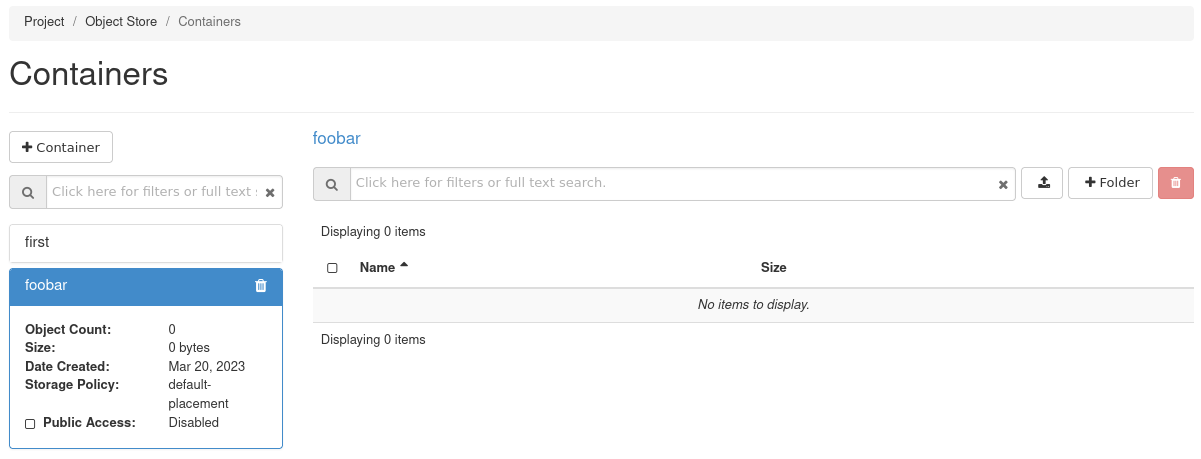 Project / Object Store / Containers
Containers
+ Container
Click here for filters or full text s
first
foobar
Object Count: 0
Size: 0 bytes
Date Created: Mar 20, 2023
Storage Policy: default-
placement
Public Access: Disabled
foobar
Click here for filters or full text search.
+ Folder
Displaying 0 items
Name Size
No items to display.
Displaying 0 items